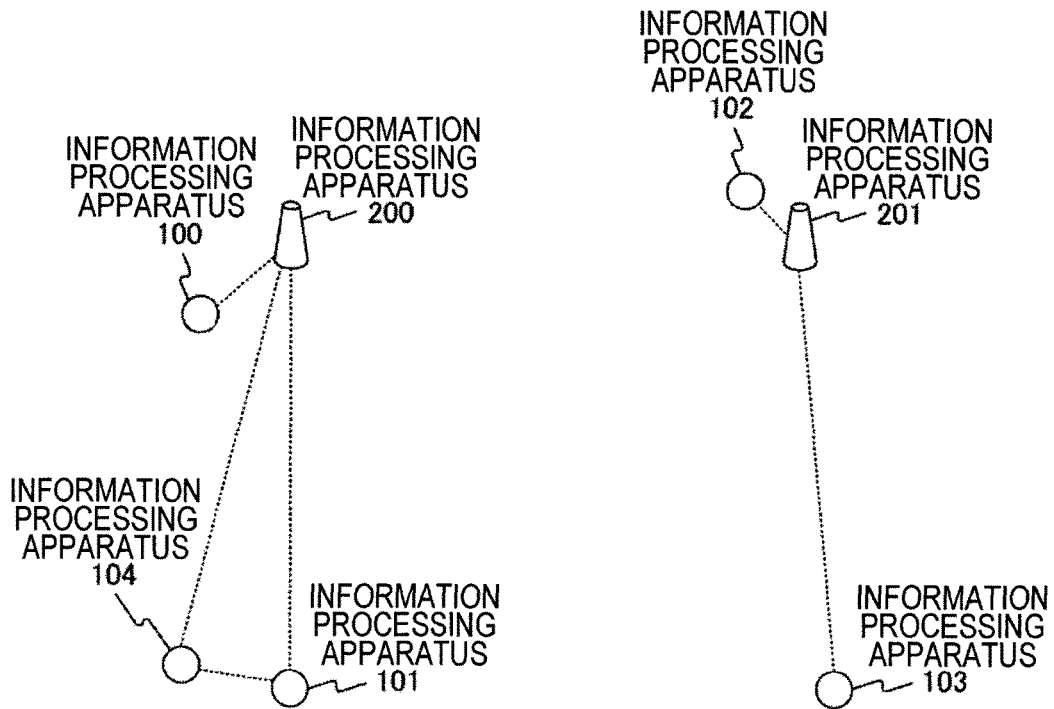 INFORMATION
PROCESSING
APPARATUS
102
INFORMATION
PROCESSING
APPARATUS
200
INFORMATION
PROCESSING
APPARATUS
201
INFORMATION
PROCESSING
APPARATUS
100
INFORMATION
PROCESSING
APPARATUS
104
INFORMATION
PROCESSING
APPARATUS
101
INFORMATION
PROCESSING
APPARATUS
103